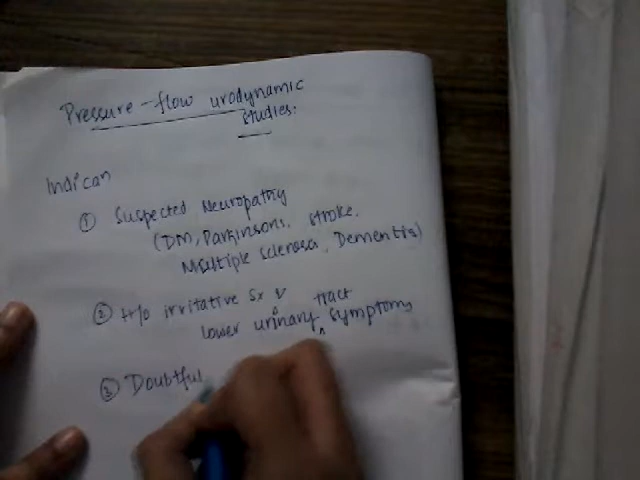 Pressure-flow urodynamic
studies:
Indican
① Suspected Neuropathy
(DM, Parkinsons, stroke,
Multiple sclerosis, Dementis)
② H/o irritative Sx &
tract
lower urinary ^ symptoms
③ Doubtful